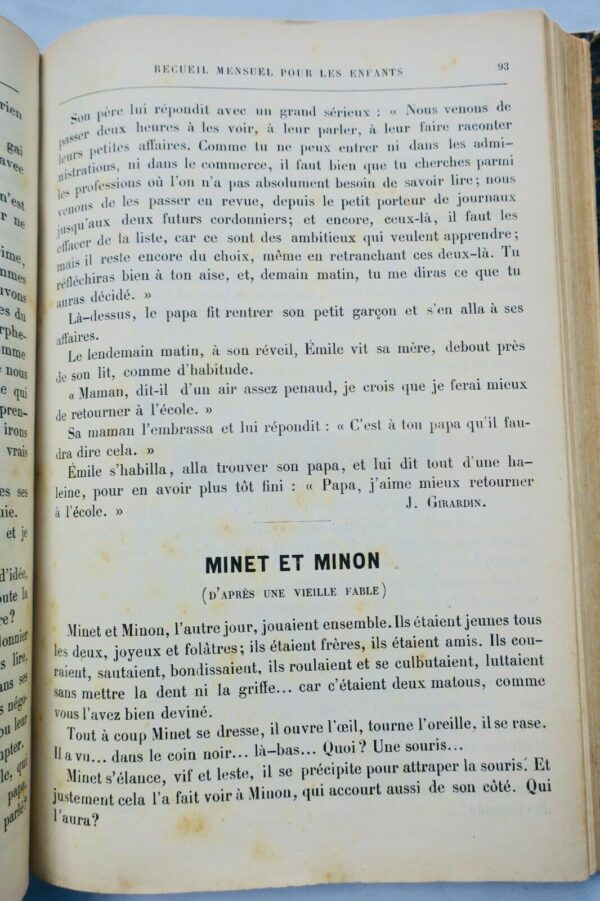 RECUEIL MENSUEL POUR LES ENFANTS 93
Son père lui répondit avec un grand sérieux : « Nous venons de
passer deux heures à les voir, à leur parler, à leur faire raconter
leurs petites affaires. Comme tu ne peux entrer ni dans les admi-
nistrations, ni dans le commerce, il faut bien que tu cherches parmi
les professions où l'on n'a pas absolument besoin de savoir lire; nous
venons de les passer en revue, depuis le petit porteur de journaux
jusqu'aux deux futurs cordonniers; et encore, ceux-là, il faut les
effacer de la liste, car ce sont des ambitieux qui veulent apprendre;
mais il reste encore du choix, même en retranchant ces deux-là. Tu
réfléchiras bien à ton aise, et, demain matin, tu me diras ce que tu
auras décidé. »
Là-dessus, le papa fit rentrer son petit garçon et s'en alla à ses
affaires.
Le lendemain matin, à son réveil, Émile vit sa mère, debout près
de son lit, comme d'habitude.
« Maman, dit-il d'un air assez penaud, je crois que je ferai mieux
de retourner à l'école. »
Sa maman l'embrassa et lui répondit : « C'est à ton papa qu'il fau-
dra dire cela. »
Émile s'habilla, alla trouver son papa, et lui dit tout d'une ha-
leine, pour en avoir plus tôt fini : « Papa, j'aime mieux retourner
à l'école. » J. GIRARDIN.
MINET ET MINON
(D'APRÈS UNE VIEILLE FABLE)
Minet et Minon, l'autre jour, jouaient ensemble. Ils étaient jeunes tous
les deux, joyeux et folâtres; ils étaient frères, ils étaient amis. Ils cou-
raient, sautaient, bondissaient, ils roulaient et se culbutaient, luttaient
sans mettre la dent ni la griffe... car c'étaient deux matous, comme
vous l'avez bien deviné.
Tout à coup Minet se dresse, il ouvre l'œil, tourne l'oreille, il se rase.
Il a vu... dans le coin noir... là-bas... Quoi? Une souris...
Minet s'élance, vif et leste, il se précipite pour attraper la souris. Et
justement cela l'a fait voir à Minon, qui accourt aussi de son côté. Qui
l'aura?